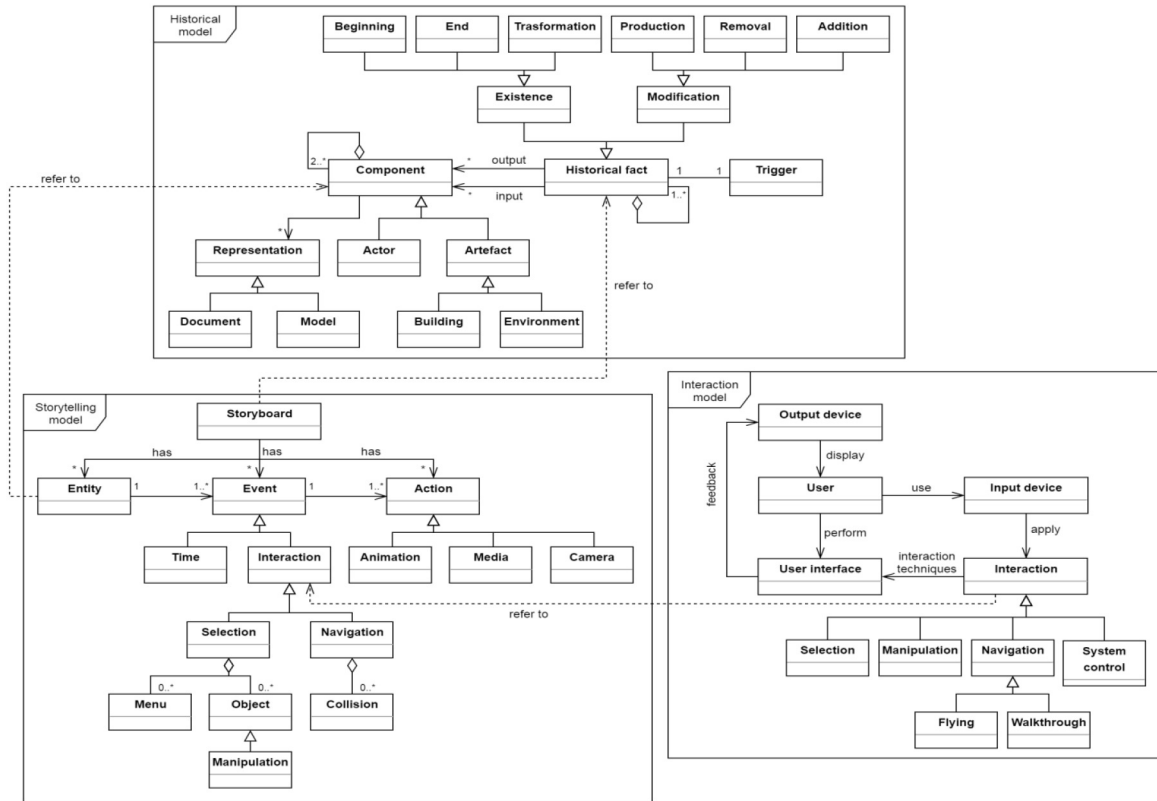 Historical
model
Beginning
End
Trasformation
Production
Removal
Addition
Existence
Modification
2..*
Component
*
output
*
input
Historical fact
1
1
Trigger
1..*
refer to
*
Representation
Actor
Artefact
refer to
Document
Model
Building
Environment
Storytelling
model
Storyboard
has
has
has
*
*
*
Entity
1
1..*
Event
1
1..*
Action
Time
Interaction
Animation
Media
Camera
refer to
Selection
Navigation
0..*
0..*
0..*
Menu
Object
Collision
Manipulation
Interaction
model
Output device
display
feedback
User
use
Input device
perform
apply
User interface
interaction
techniques
Interaction
Selection
Manipulation
Navigation
System
control
Flying
Walkthrough